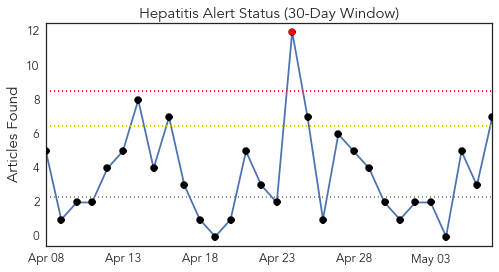 Hepatitis Alert Status (30-Day Window)
Articles Found
12
10
8
6
4
2
0
Apr 08
Apr 13
Apr 18
Apr 23
Apr 28
May 03